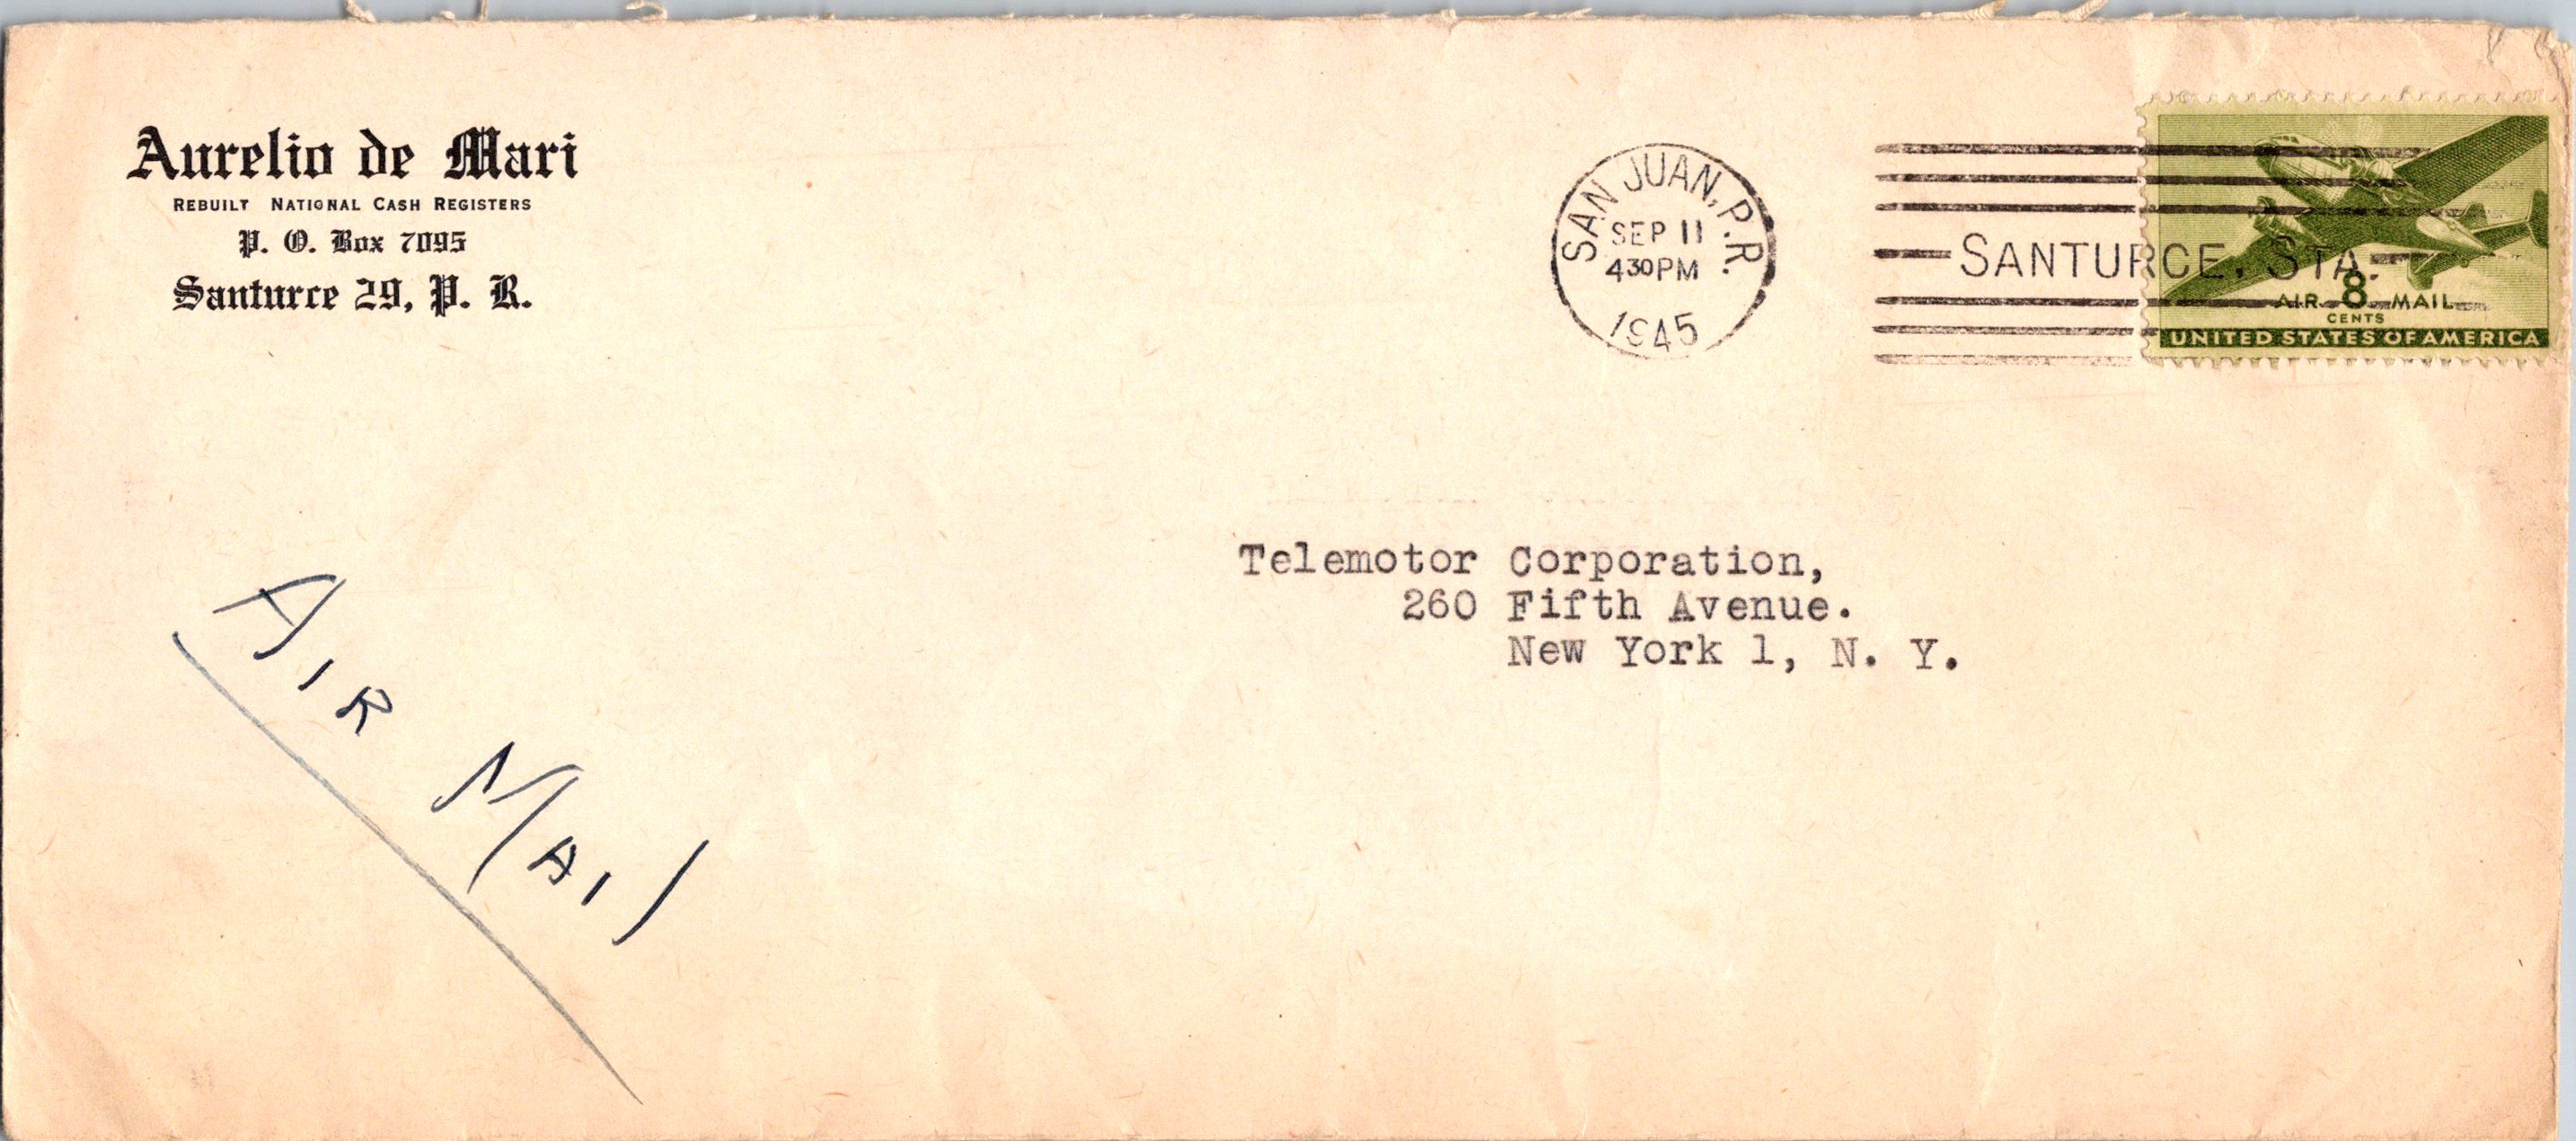 Aurelio de Mari
REBUILT NATIONAL CASH REGISTERS
P. O. Box 7095
Santurce 29, P. R.
SAN JUAN, P.R.
SEP 11
430PM
1945
SANTURCE, STA.
AIR 8 MAIL
CENTS
UNITED STATES OF AMERICA
Telemotor Corporation,
260 Fifth Avenue.
New York 1, N. Y.
AIR MAIl